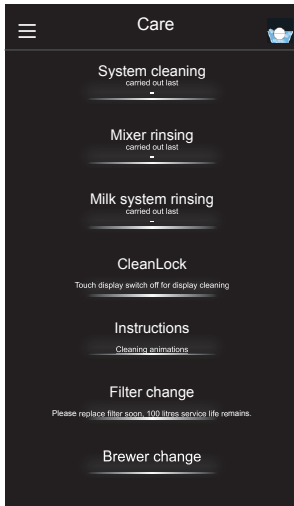 Care
System cleaning
carried out last
-
Mixer rinsing
carried out last
-
Milk system rinsing
carried out last
-
CleanLock
Touch display switch off for display cleaning
Instructions
Cleaning animations
Filter change
Please replace filter soon, 100 litres service life remains.
Brewer change